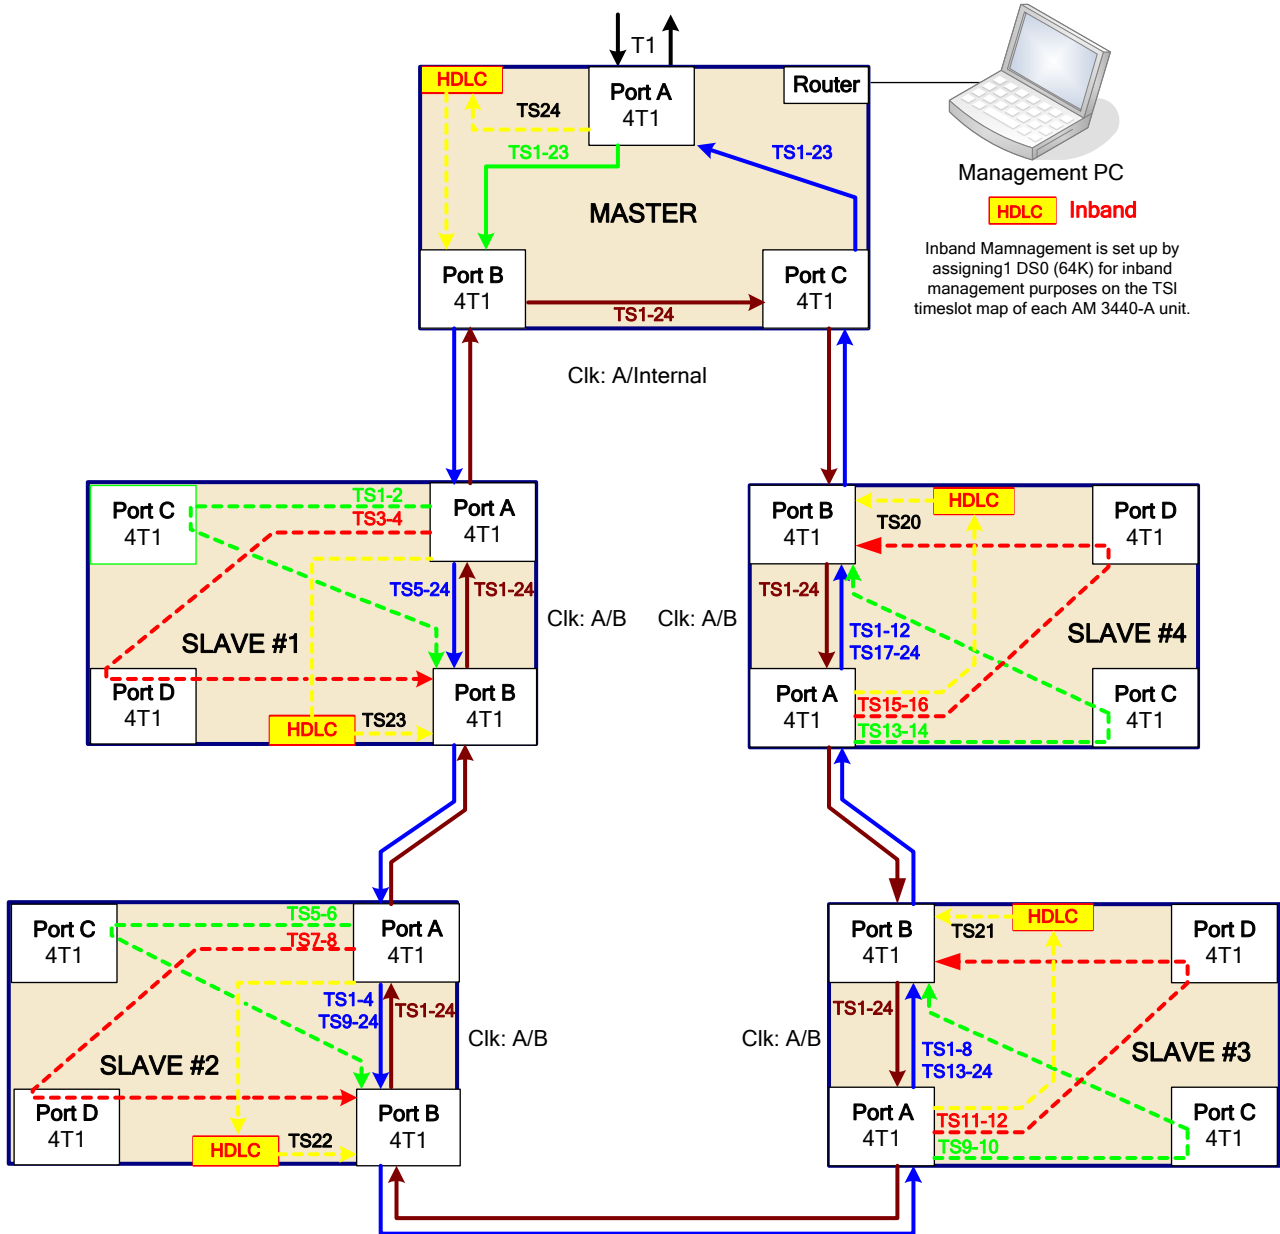 T1
HDLC
Port A
4T1
Router
TS24
TS1-23
TS1-23
MASTER
Port B
4T1
Port C
4T1
TS1-24
Management PC
HDLC Inband
Inband Mamnagement is set up by
assigning1 DS0 (64K) for inband
management purposes on the TSI
timeslot map of each AM 3440-A unit.
Clk: A/Internal
Port C
4T1
TS1-2
TS3-4
Port A
4T1
TS5-24
TS1-24
SLAVE #1
Clk: A/B
Port D
4T1
HDLC
TS23
Port B
4T1
Port B
4T1
HDLC
TS20
Port D
4T1
TS1-24
Clk: A/B
TS1-12
TS17-24
SLAVE #4
Port A
4T1
TS15-16
TS13-14
Port C
4T1
Port C
4T1
TS5-6
TS7-8
Port A
4T1
TS1-4
TS9-24
TS1-24
SLAVE #2
Clk: A/B
Port D
4T1
HDLC
TS22
Port B
4T1
Port B
4T1
HDLC
TS21
Port D
4T1
TS1-24
Clk: A/B
TS1-8
TS13-24
SLAVE #3
Port A
4T1
TS11-12
TS9-10
Port C
4T1